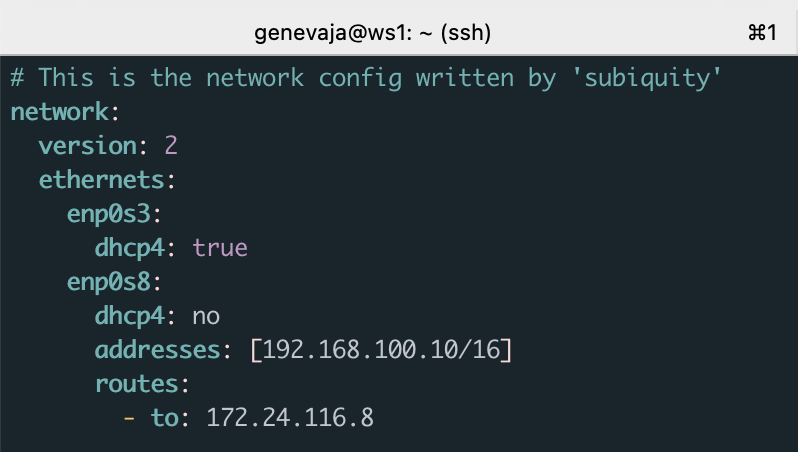 genevaja@ws1: ~ (ssh) ⌘1
# This is the network config written by 'subiquity'
network:
  version: 2
  ethernets:
    enp0s3:
      dhcp4: true
    enp0s8:
      dhcp4: no
      addresses: [192.168.100.10/16]
      routes:
        - to: 172.24.116.8